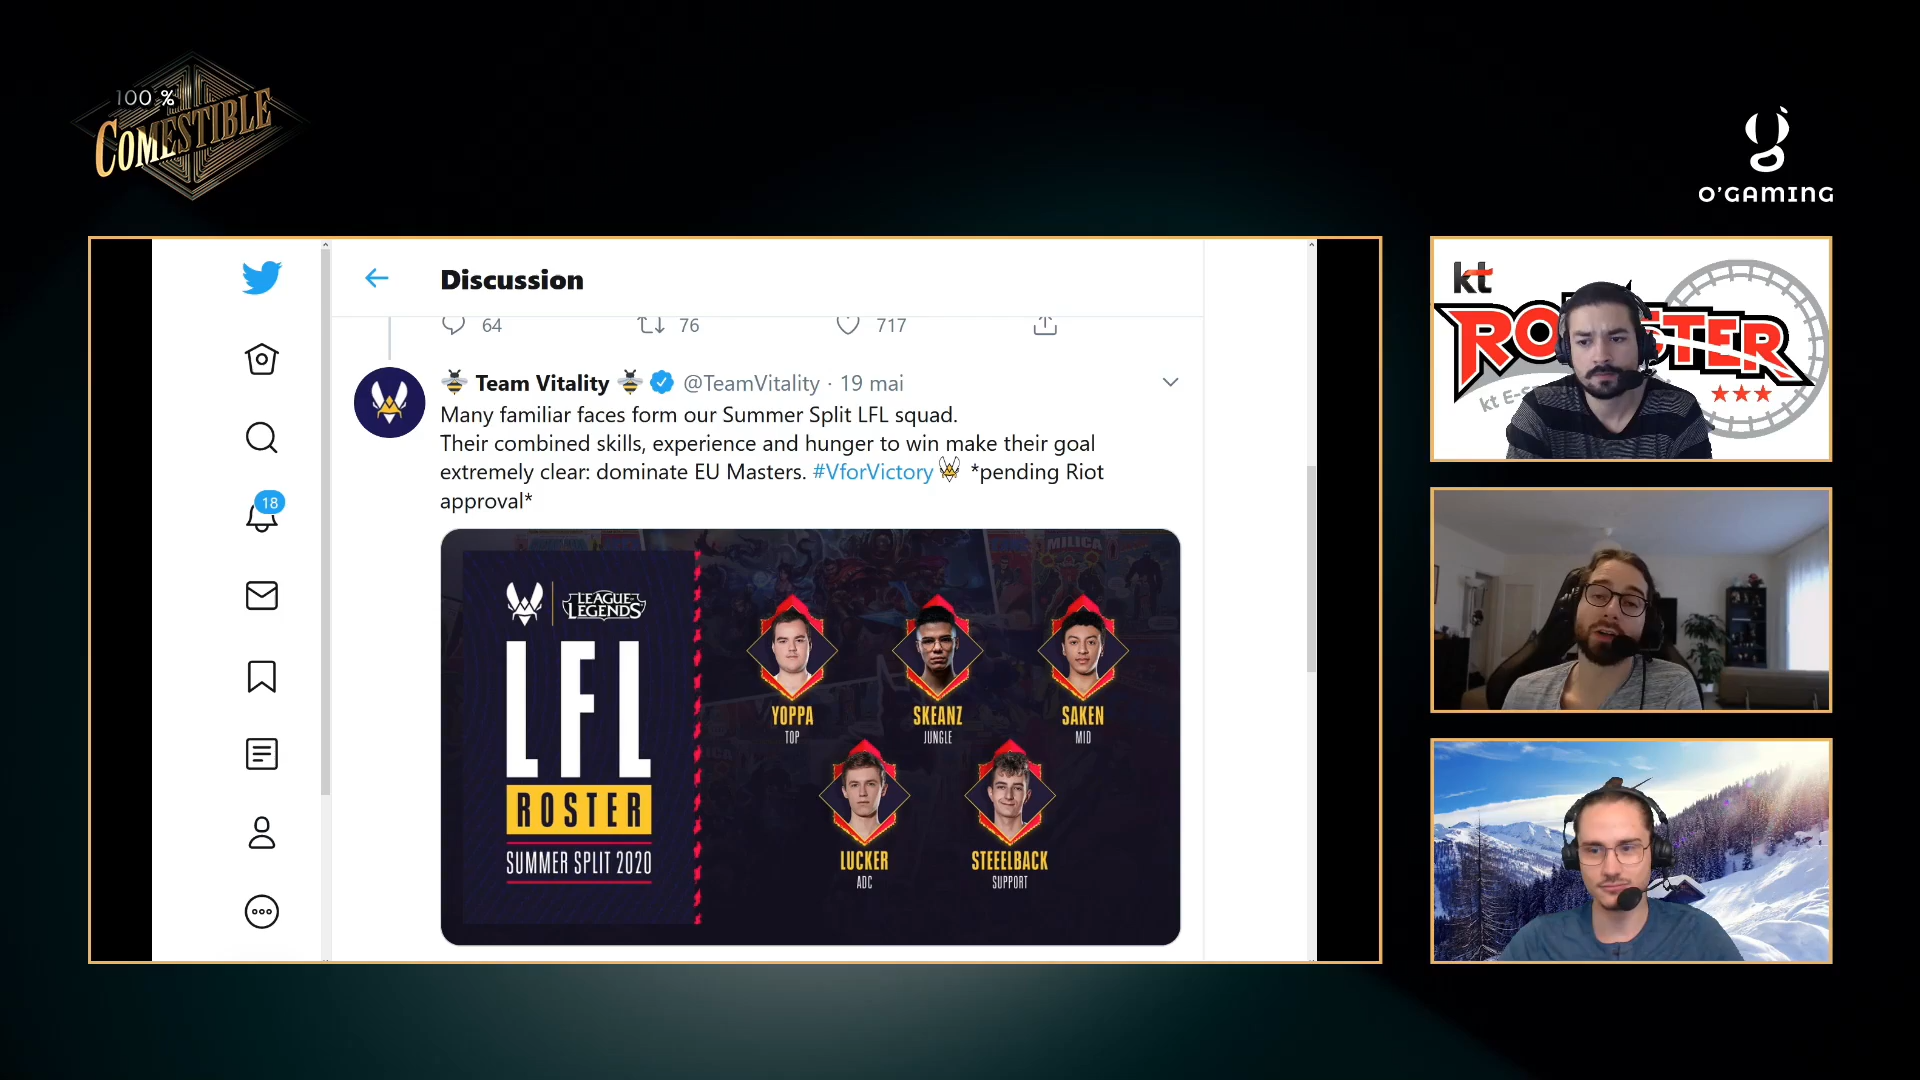 100 %
COMESTIBLE
O'GAMING
Discussion
64
76
717
Team Vitality @TeamVitality · 19 mai
Many familiar faces form our Summer Split LFL squad.
Their combined skills, experience and hunger to win make their goal
extremely clear: dominate EU Masters. #VforVictory *pending Riot
approval*
18
LEAGUE OF
LEGENDS
LFL
ROSTER
SUMMER SPLIT 2020
MILICA
YOPPA
TOP
SKEANZ
JUNGLE
SAKEN
MID
LUCKER
ADC
STEEELBACK
SUPPORT
kt
kt E-S